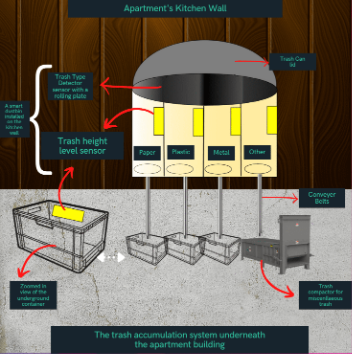 Apartment's Kitchen Wall
Trash Can
lid
Trash Type
Detector
sensor with a
rolling plate
A smart
dustbin
installed
on the
kitchen
wall
Trash height
level sensor
Paper
Plastic
Metal
Other
Conveyor
Belts
Zoomed in
view of the
underground
container
Trash
compactor for
miscellaneous
trash
The trash accumulation system underneath
the apartment building